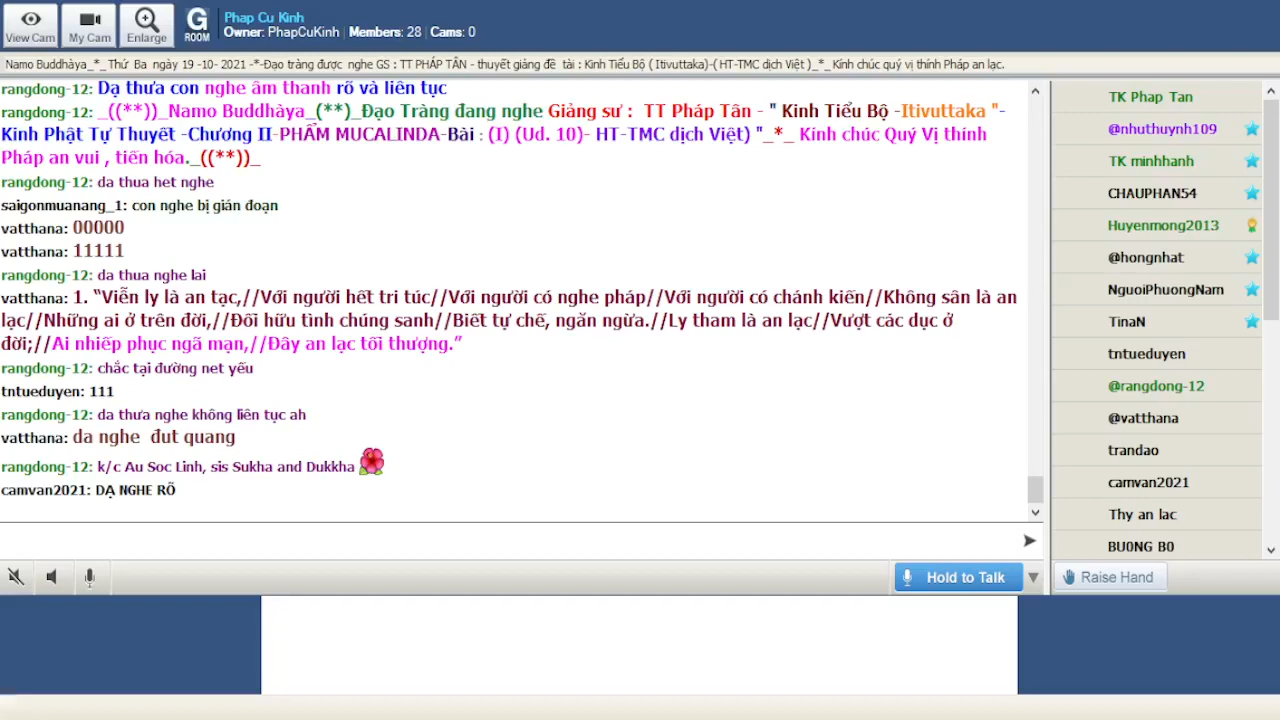 View Cam
My Cam
Enlarge
G
ROOM
Phap Cu Kinh
Owner: PhapCuKinh | Members: 28 | Cams: 0
Namo Buddhàya_*_Thứ Ba ngày 19 -10- 2021 -*-Đạo tràng được nghe GS : TT PHÁP TÂN - thuyết giảng đề tài : Kinh Tiểu Bộ ( Itivuttaka)-( HT-TMC dịch Việt )_*_Kính chúc quý vị thính Pháp an lạc.
rangdong-12: Dạ thưa con nghe âm thanh rõ và liên tục
rangdong-12: _((**))_Namo Buddhàya_(**)_Đạo Tràng đang nghe Giảng sư : TT Pháp Tân - " Kinh Tiểu Bộ -Itivuttaka "-
Kinh Phật Tự Thuyết -Chương II-PHẨM MUCALINDA-Bài : (I) (Ud. 10)- HT-TMC dịch Việt) "_*_ Kính chúc Quý Vị thính
Pháp an vui , tiến hóa._((**))_
rangdong-12: da thua het nghe
saigonmuanang_1: con nghe bị gián đoạn
vatthana: 00000
vatthana: 11111
rangdong-12: da thua nghe lai
vatthana: 1. “Viễn ly là an tạc,//Với người hết tri túc//Với người có nghe pháp//Với người có chánh kiến//Không sân là an
lạc//Những ai ở trên đời,//Đối hữu tình chúng sanh//Biết tự chế, ngăn ngừa.//Ly tham là an lạc//Vượt các dục ở
đời;//Ai nhiếp phục ngã mạn,//Đây an lạc tối thượng.”
rangdong-12: chắc tại đường net yếu
tntueduyen: 111
rangdong-12: da thưa nghe không liên tục ah
vatthana: da nghe đut quang
rangdong-12: k/c Au Soc Linh, sis Sukha and Dukkha
camvan2021: DẠ NGHE RÕ
Hold to Talk
TK Phap Tan
@nhuthuynh109
TK minhhanh
CHAUPHAN54
Huyenmong2013
@hongnhat
NguoiPhuongNam
TinaN
tntueduyen
@rangdong-12
@vatthana
trandao
camvan2021
Thy an lac
BU0NG B0
Raise Hand